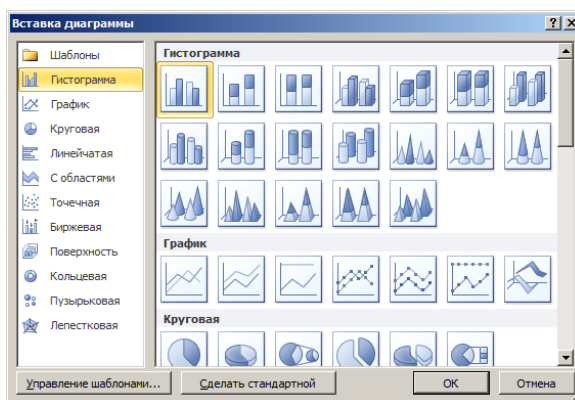 Вставка диаграммы
Шаблоны
Гистограмма
График
Круговая
Линейчатая
С областями
Точечная
Биржевая
Поверхность
Кольцевая
Пузырьковая
Лепестковая
Гистограмма
График
Круговая
Управление шаблонами...
Сделать стандартной
ОК
Отмена